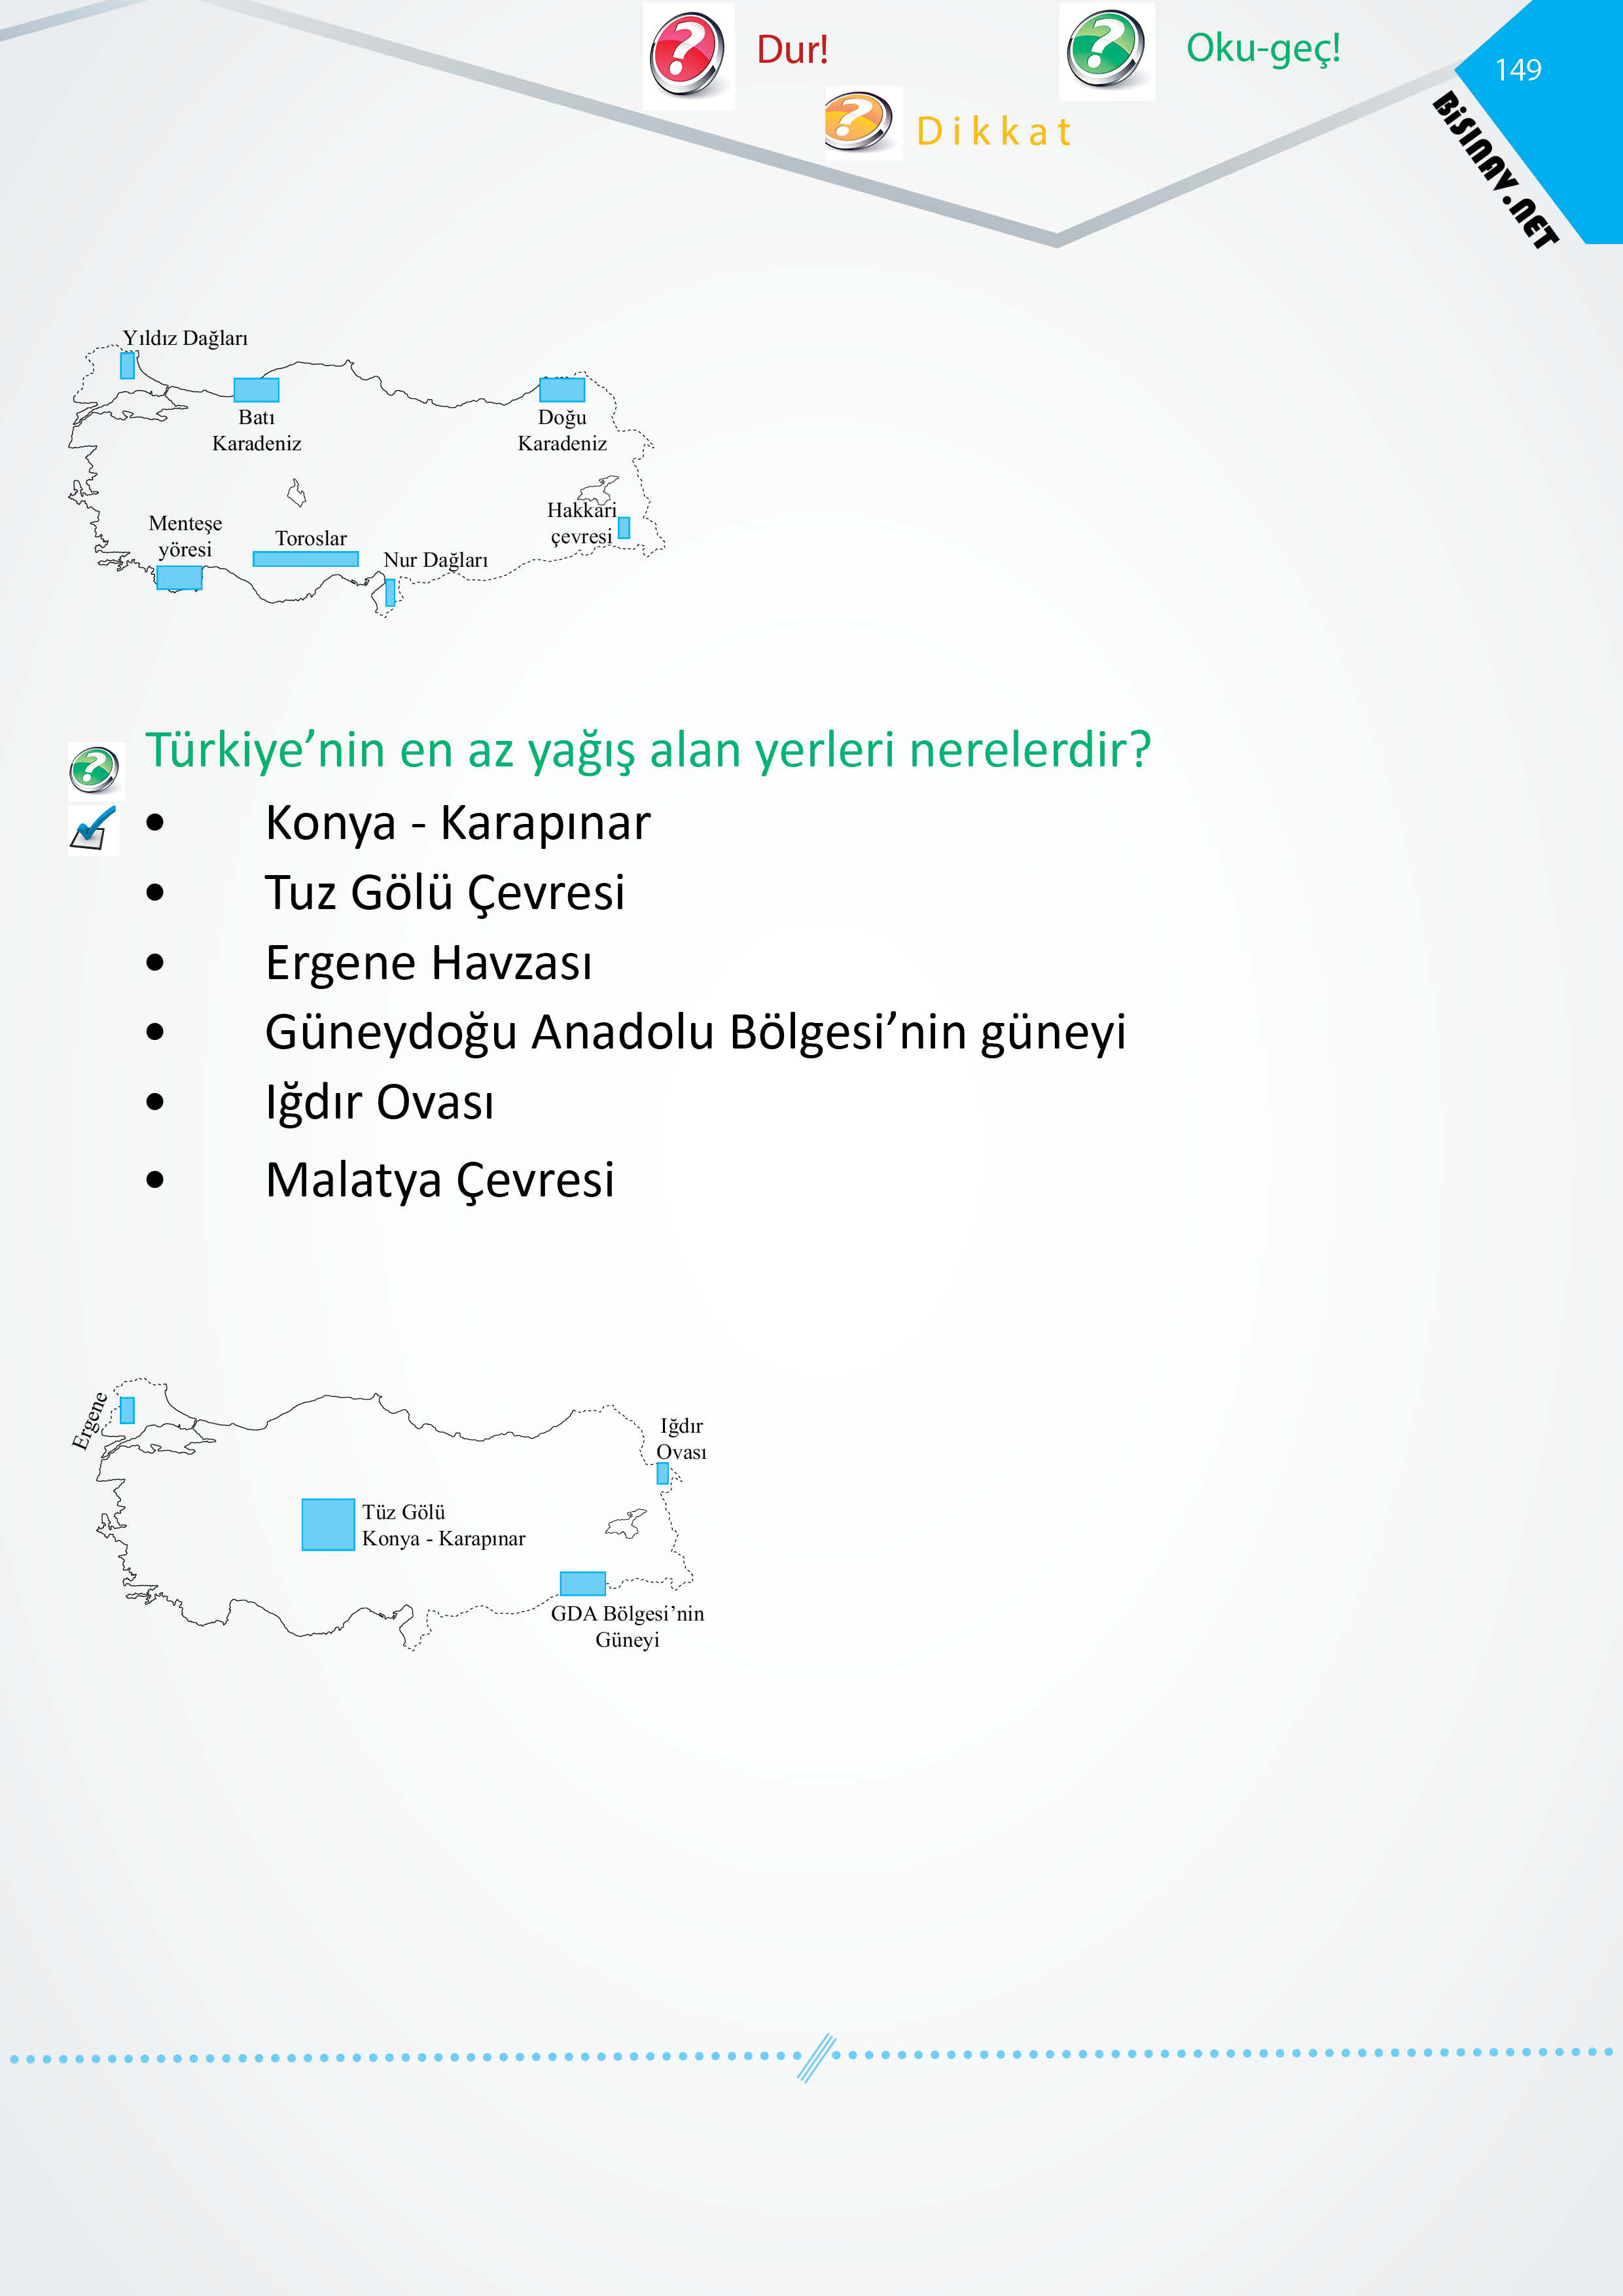 Dur!
Oku-geç!
149
Dikkat
BiSINAV.NET
Yıldız Dağları
Batı
Karadeniz
Doğu
Karadeniz
Hakkari
çevresi
Menteşe
yöresi
Toroslar
Nur Dağları
Türkiye’nin en az yağış alan yerleri nerelerdir?
• Konya - Karapınar
• Tuz Gölü Çevresi
• Ergene Havzası
• Güneydoğu Anadolu Bölgesi’nin güneyi
• Iğdır Ovası
• Malatya Çevresi
Ergene
Iğdır
Ovası
Tüz Gölü
Konya - Karapınar
GDA Bölgesi’nin
Güneyi